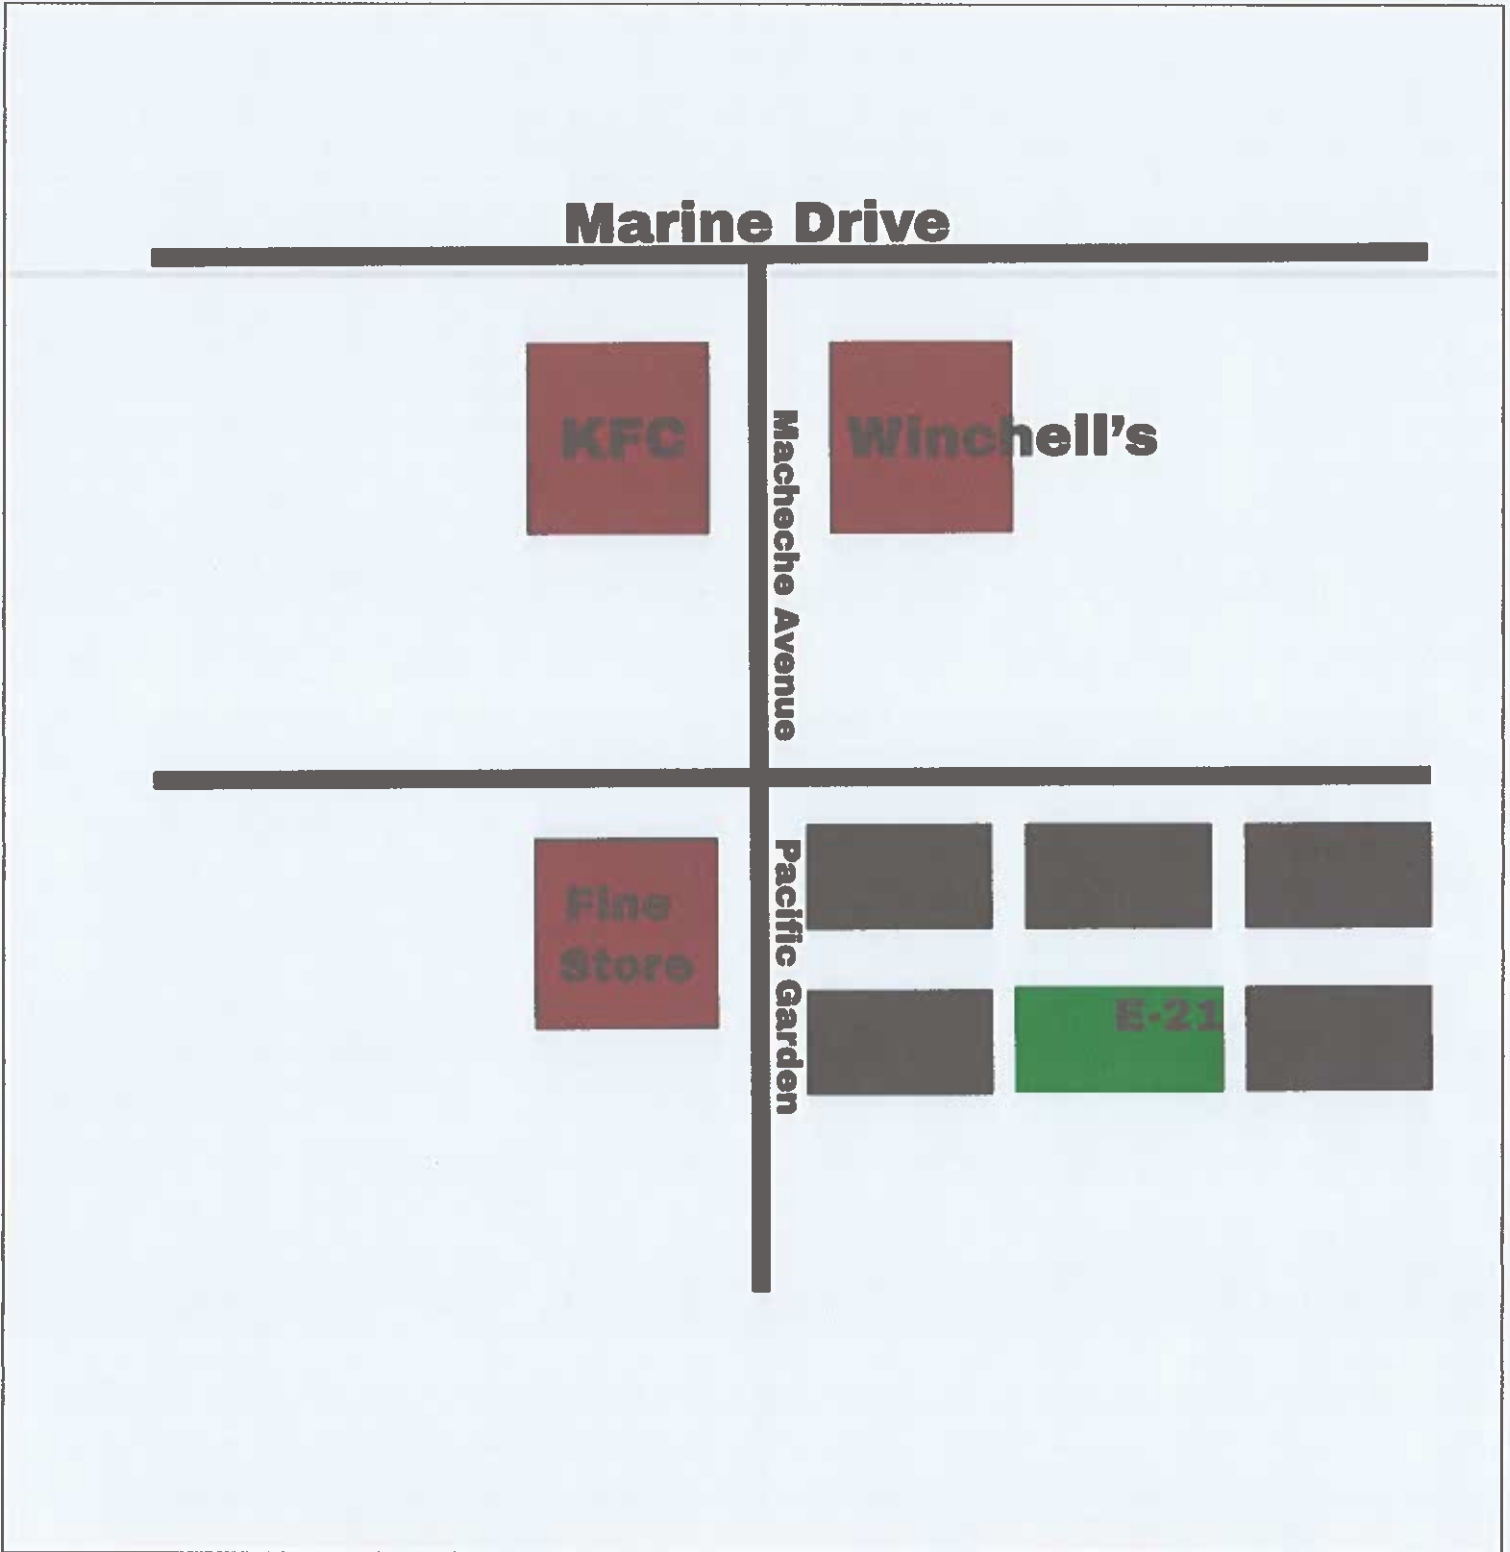 Marine Drive
KFC
Winchell's
Macheche Avenue
Fine
Store
Pacific Garden
E-21